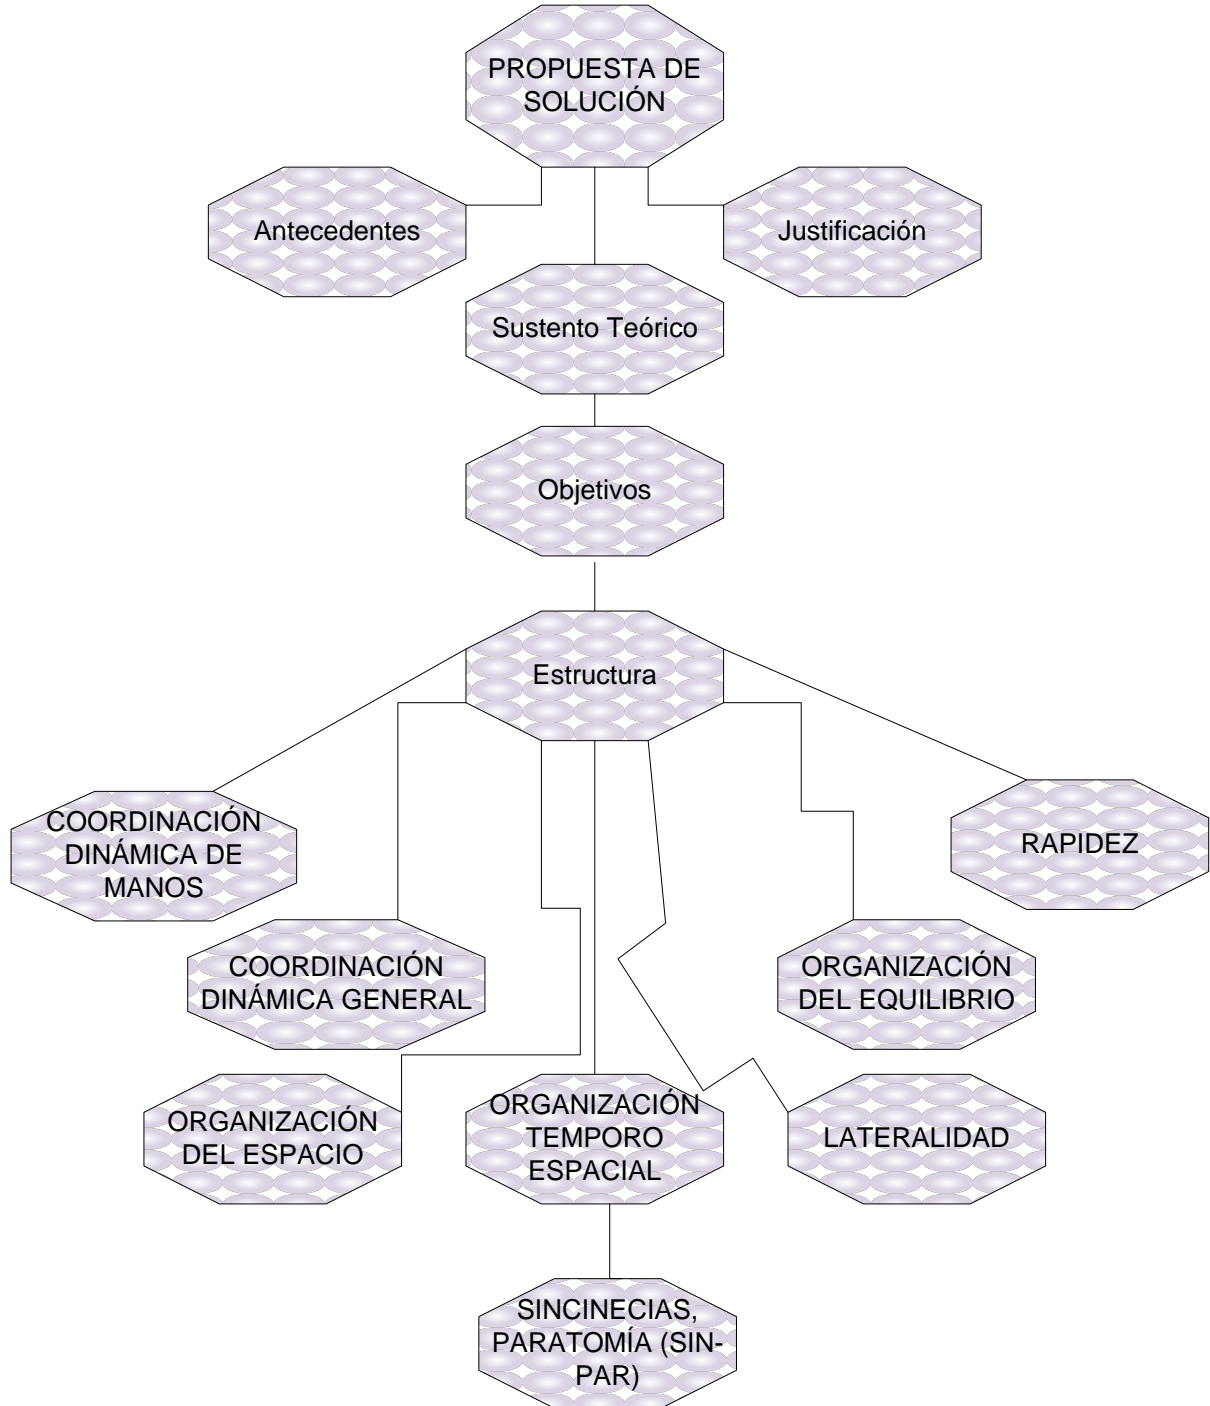 PROPUESTA DE
SOLUCIÓN
Antecedentes
Justificación
Sustento Teórico
Objetivos
Estructura
COORDINACIÓN
DINÁMICA DE
MANOS
RAPIDEZ
COORDINACIÓN
DINÁMICA GENERAL
ORGANIZACIÓN
DEL EQUILIBRIO
ORGANIZACIÓN
DEL ESPACIO
ORGANIZACIÓN
TEMPORO
ESPACIAL
LATERALIDAD
SINCINECIAS,
PARATOMÍA (SIN-
PAR)